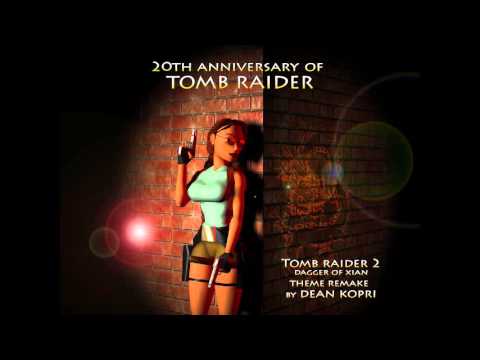 20TH ANNIVERSARY OF
TOMB RAIDER
TOMB RAIDER 2
DAGGER OF XIAN
THEME REMAKE
BY DEAN KOPRI